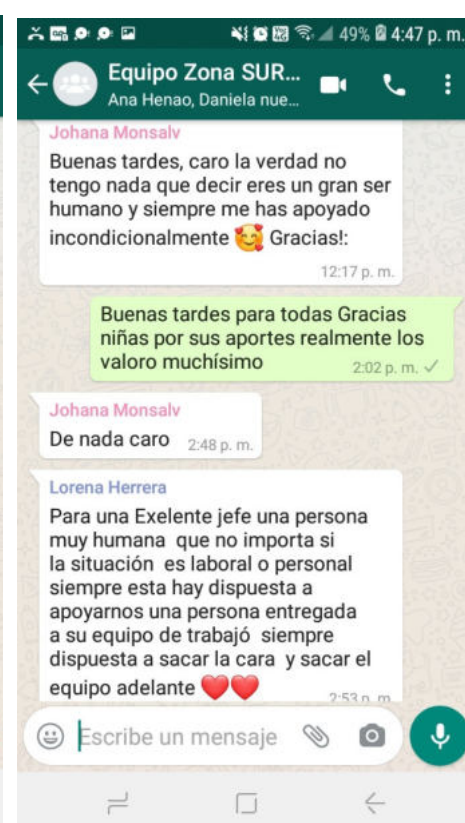 49% 4:47 p. m.
Equipo Zona SUR...
Ana Henao, Daniela nue...
Johana Monsalv
Buenas tardes, caro la verdad no
tengo nada que decir eres un gran ser
humano y siempre me has apoyado
incondicionalmente 🥰 Gracias!:
12:17 p. m.
Buenas tardes para todas Gracias
niñas por sus aportes realmente los
valoro muchísimo
2:02 p. m.
Johana Monsalv
De nada caro
2:48 p. m.
Lorena Herrera
Para una Exelente jefe una persona
muy humana que no importa si
la situación es laboral o personal
siempre esta hay dispuesta a
apoyarnos una persona entregada
a su equipo de trabajó siempre
dispuesta a sacar la cara y sacar el
equipo adelante ❤️❤️
2:53 p. m.
Escribe un mensaje